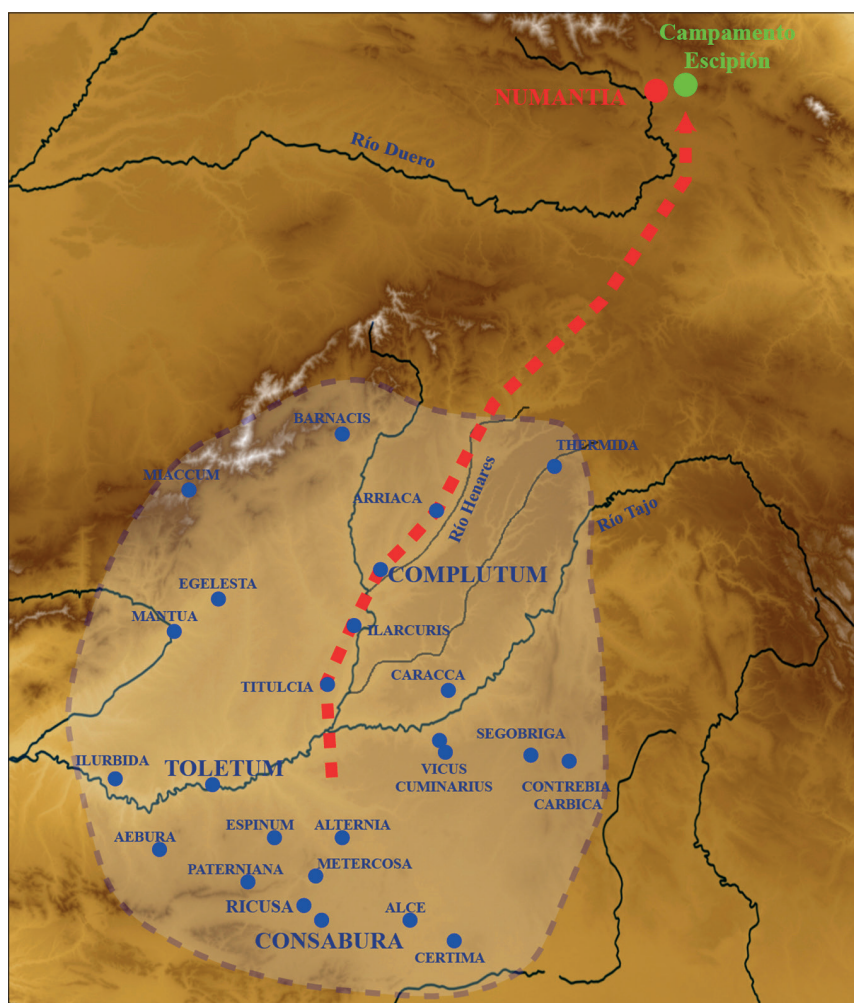 Campamento
Escipión
NUMANTIA
Río Duero
BARNACIS
THERMIDA
MIACCUM
ARRIACA
Río Henares
Río Tajo
COMPLUTUM
EGELESTA
MANTUA
ILARCURIS
TITULCIA
CARACCA
SEGOBRIGA
ILURBIDA
TOLETUM
VICUS
CUMINARIUS
CONTREBIA
CARBICA
ESPINUM
ALTERNIA
AEBURA
PATERNIANA
METERCOSA
RICUSA
ALCE
CONSABURA
CERTIMA